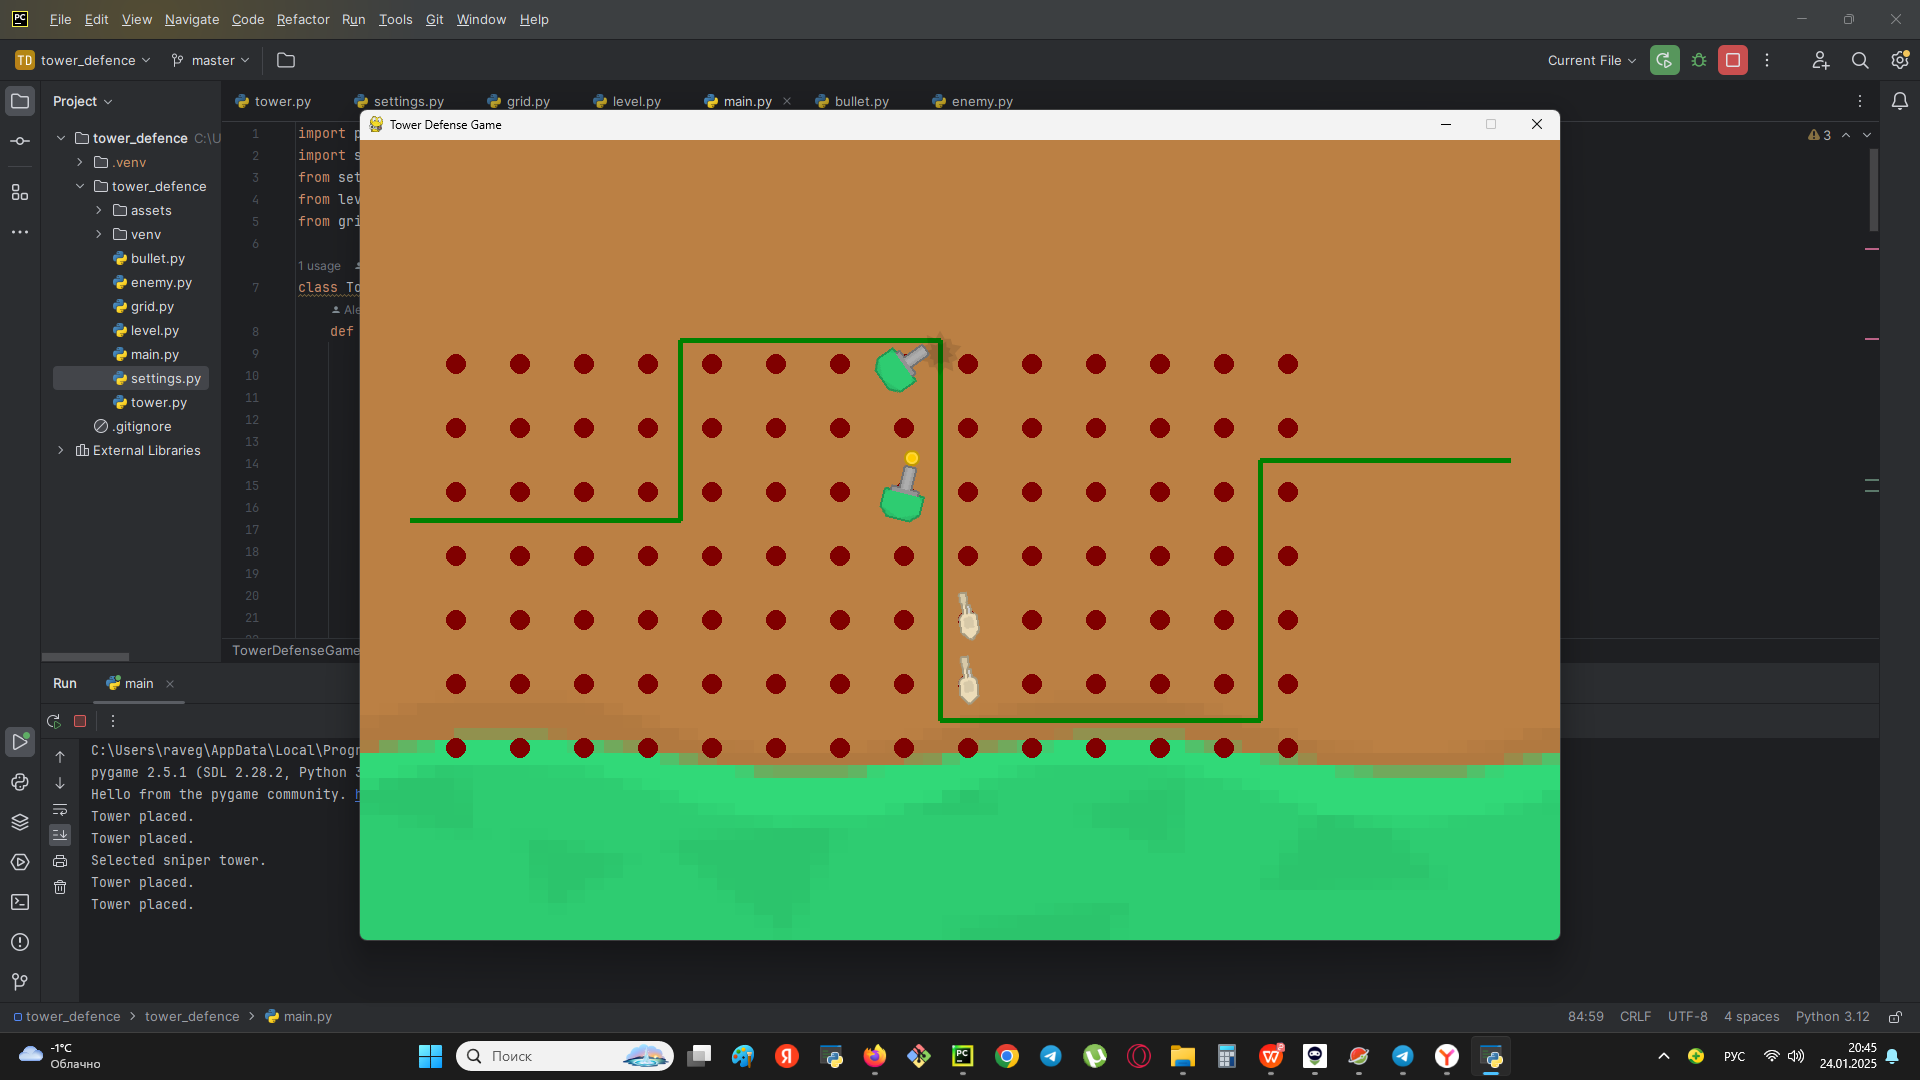 PC File Edit View Navigate Code Refactor Run Tools Git Window Help
TD tower_defence master Current File
Project tower.py settings.py grid.py level.py main.py bullet.py enemy.py
Tower Defense Game
tower_defence C:\U
.venv
tower_defence
assets
venv
bullet.py
enemy.py
grid.py
level.py
main.py
settings.py
tower.py
.gitignore
External Libraries
1 import p
2 import s
3 from set
4 from lev
5 from gri
6
1 usage
7 class To
Ale
8 def
9
10
11
12
13
14
15
16
17
18
19
20
21
3
TowerDefenseGame
Run main
C:\Users\raveg\AppData\Local\Progr
pygame 2.5.1 (SDL 2.28.2, Python 3
Hello from the pygame community. h
Tower placed.
Tower placed.
Selected sniper tower.
Tower placed.
Tower placed.
tower_defence tower_defence main.py 84:59 CRLF UTF-8 4 spaces Python 3.12
-1°C
Облачно
Поиск
РУС
20:45
24.01.2025